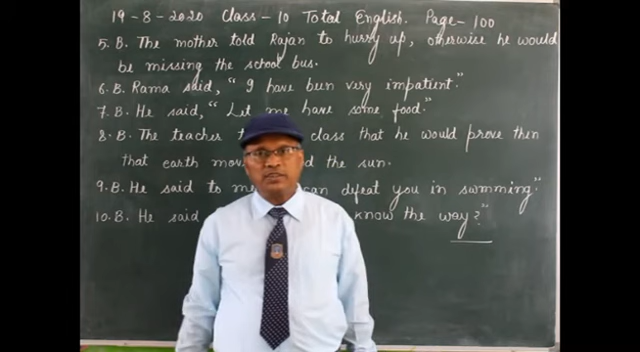 19-8-2020 Class-10 Total English. Page-100
5. B. The mother told Rajan to hurry up, otherwise he would
be missing the school bus.
6. B. Rama said, "I have been very impatient."
7. B. He said, "Let me have some food."
8. B. The teacher class that he would prove then
that earth mov the sun.
9. B. He said to me can defeat you in swmming."
10. B. He said know the way?"